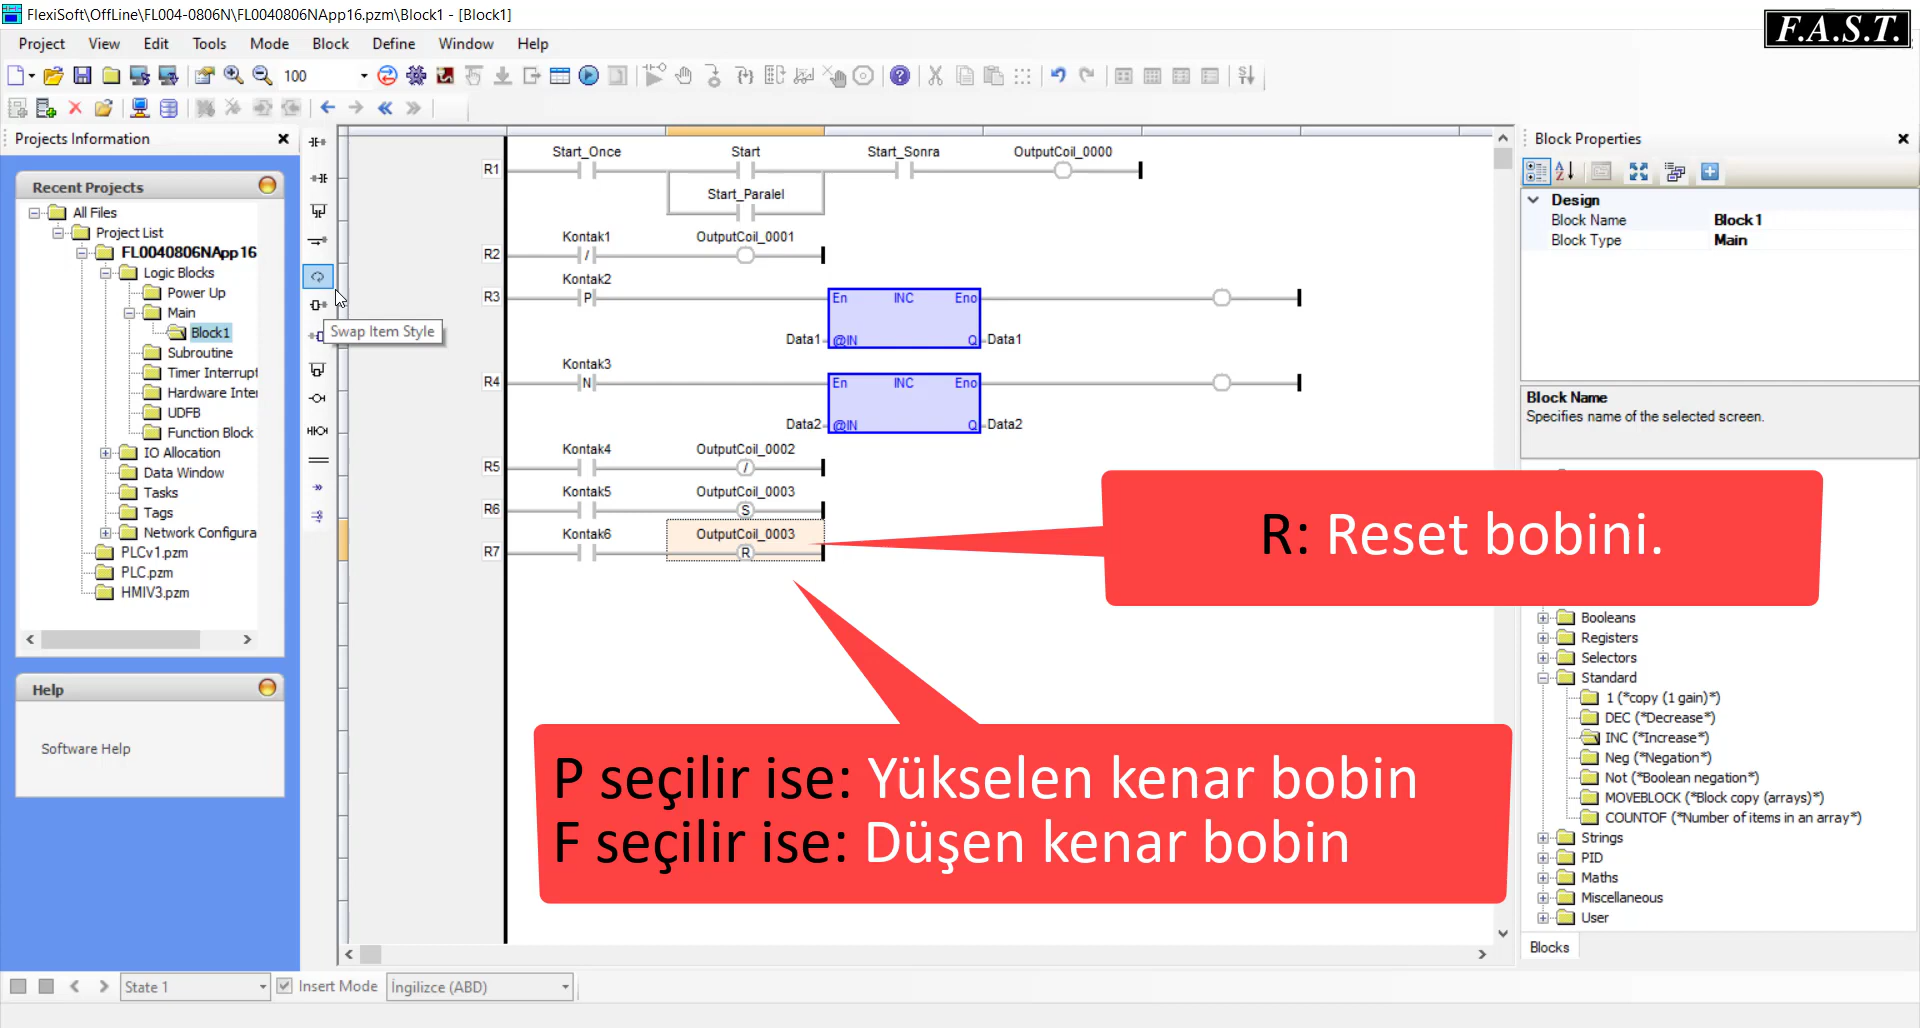 FlexiSoft\OffLine\FL004-0806N\FL0040806NApp16.pzm\Block1 - [Block1]
F.A.S.T.
Project View Edit Tools Mode Block Define Window Help
100
Projects Information
Recent Projects
All Files
Project List
FL0040806NApp16
Logic Blocks
Power Up
Main
Block1
Subroutine
Timer Interrupt
Hardware Inter
UDFB
Function Block
IO Allocation
Data Window
Tasks
Tags
Network Configura
PLCv1.pzm
PLC.pzm
HMIV3.pzm
Help
Software Help
Swap Item Style
Start_Once Start Start_Sonra OutputCoil_0000
R1
Start_Paralel
Kontak1 OutputCoil_0001
R2 /
Kontak2
R3 P En INC Eno
Data1 @IN Q Data1
Kontak3
R4 N En INC Eno
Data2 @IN Q Data2
Kontak4 OutputCoil_0002
R5 /
Kontak5 OutputCoil_0003
R6 S
Kontak6 OutputCoil_0003
R7 R
R: Reset bobini.
P seçilir ise: Yükselen kenar bobin
F seçilir ise: Düşen kenar bobin
Block Properties
Design
Block Name Block1
Block Type Main
Block Name
Specifies name of the selected screen.
Booleans
Registers
Selectors
Standard
1 (*copy (1 gain)*)
DEC (*Decrease*)
INC (*Increase*)
Neg (*Negation*)
Not (*Boolean negation*)
MOVEBLOCK (*Block copy (arrays)*)
COUNTOF (*Number of items in an array*)
Strings
PID
Maths
Miscellaneous
User
Blocks
State 1 Insert Mode İngilizce (ABD)